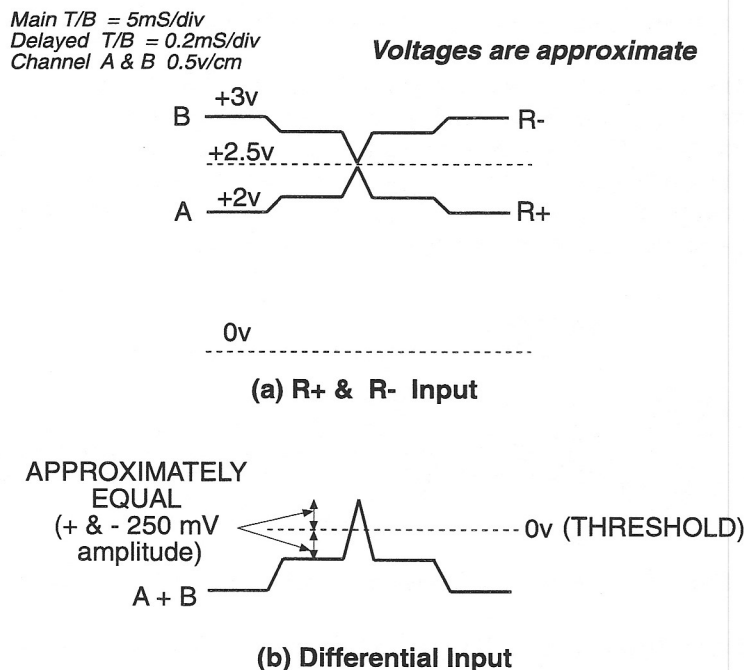 Main T/B = 5mS/div
Delayed T/B = 0.2mS/div
Channel A & B 0.5v/cm
Voltages are approximate
+3v
B
R-
+2.5v
+2v
A
R+
0v
(a) R+ & R- Input
APPROXIMATELY
EQUAL
(+ & - 250 mV
amplitude)
0v (THRESHOLD)
A + B
(b) Differential Input